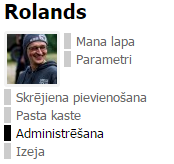 Rolands
Mana lapa
Parametri
Skrējiena pievienošana
Pasta kaste
Administrēšana
Izeja